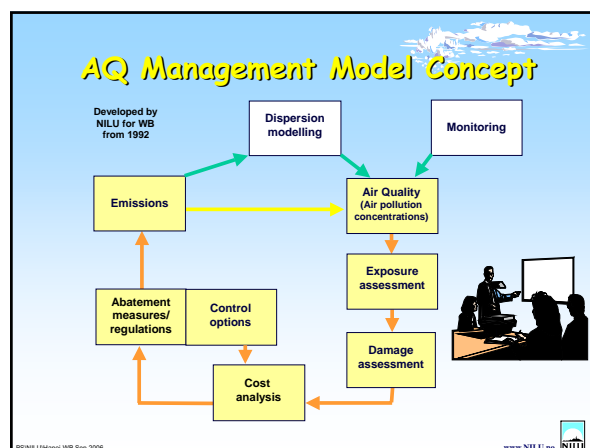 AQ Management Model Concept
Developed by
NILU for WB
from 1992
Dispersion
modelling
Monitoring
Emissions
Air Quality
(Air pollution
concentrations)
Exposure
assessment
Abatement
measures/
regulations
Control
options
Damage
assessment
Cost
analysis
www.NILU.no
NILU